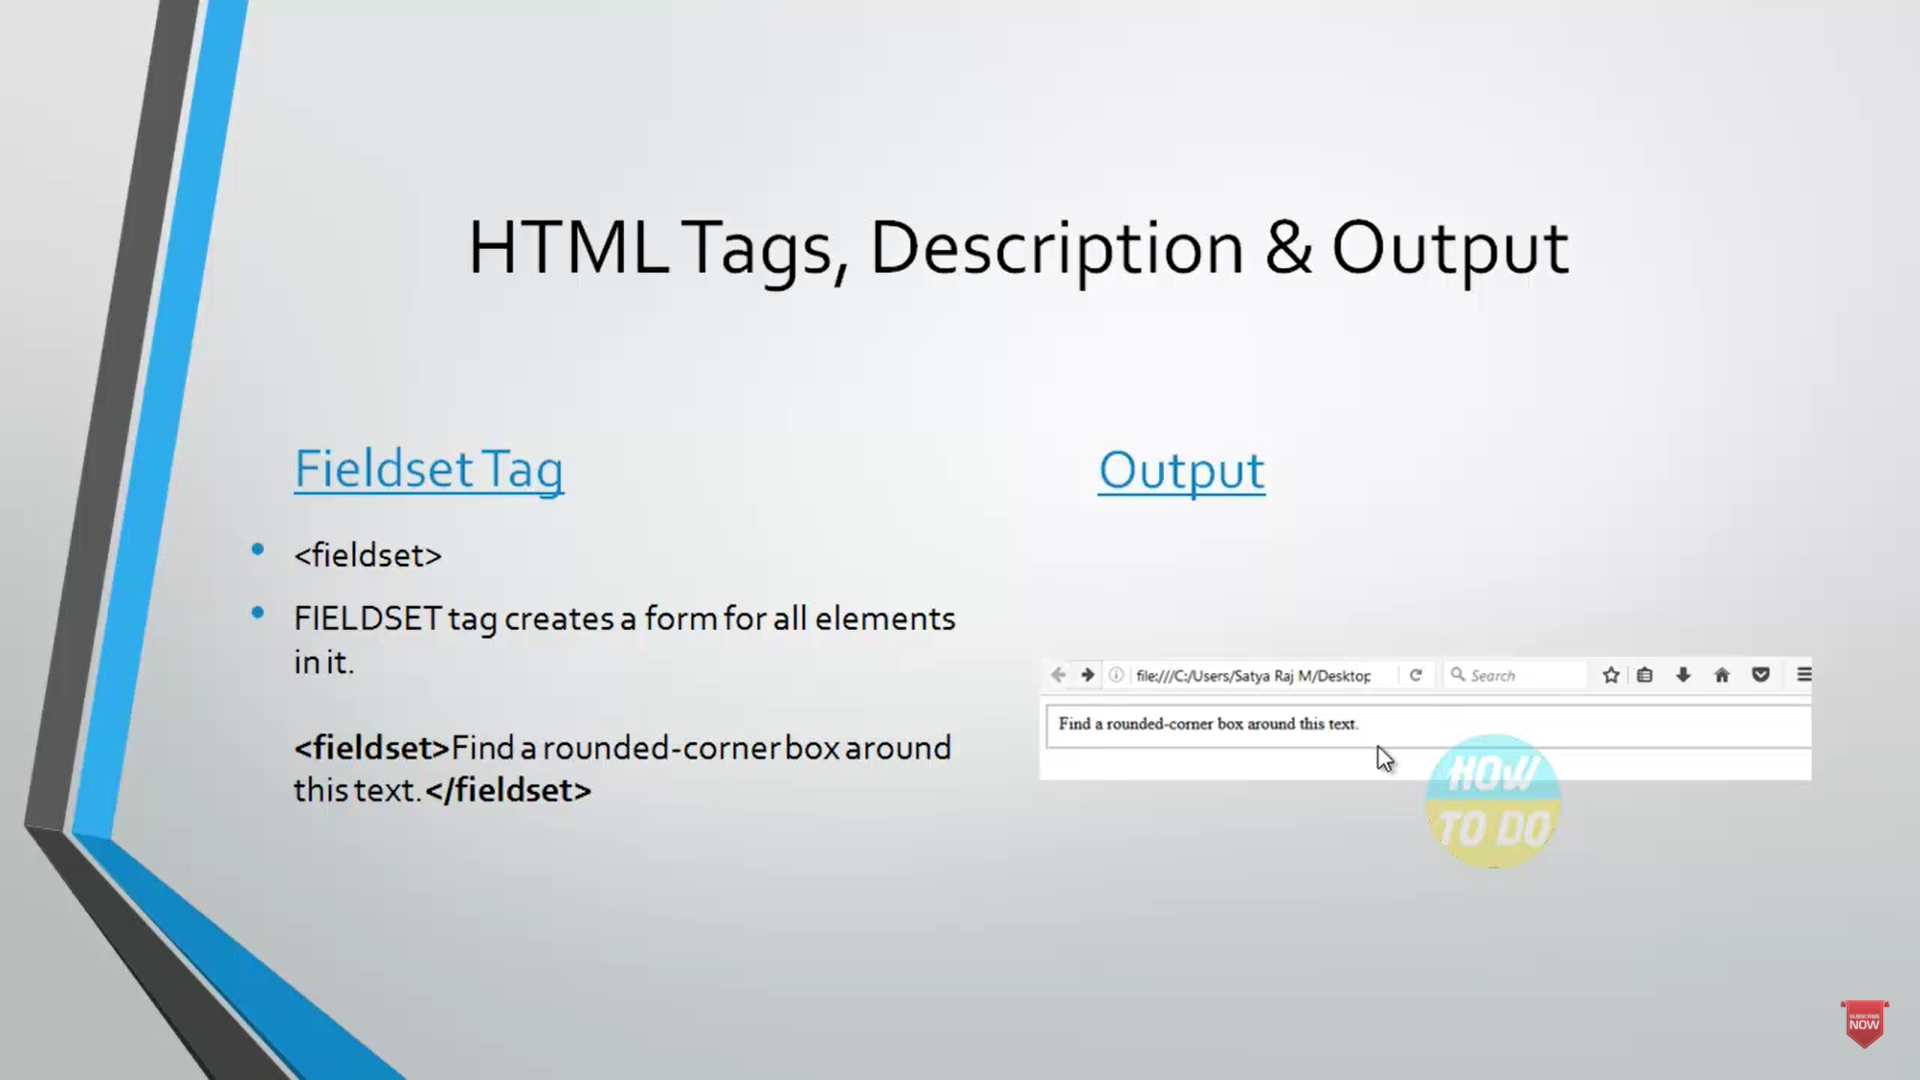 HTML Tags, Description & Output
Fieldset Tag
<fieldset>
FIELDSET tag creates a form for all elements
in it.
<fieldset>Find a rounded-corner box around
this text.</fieldset>
Output
file:///C:/Users/Satya Raj M/Desktop
Search
Find a rounded-corner box around this text.
HOW
TO DO
SUBSCRIBE
NOW